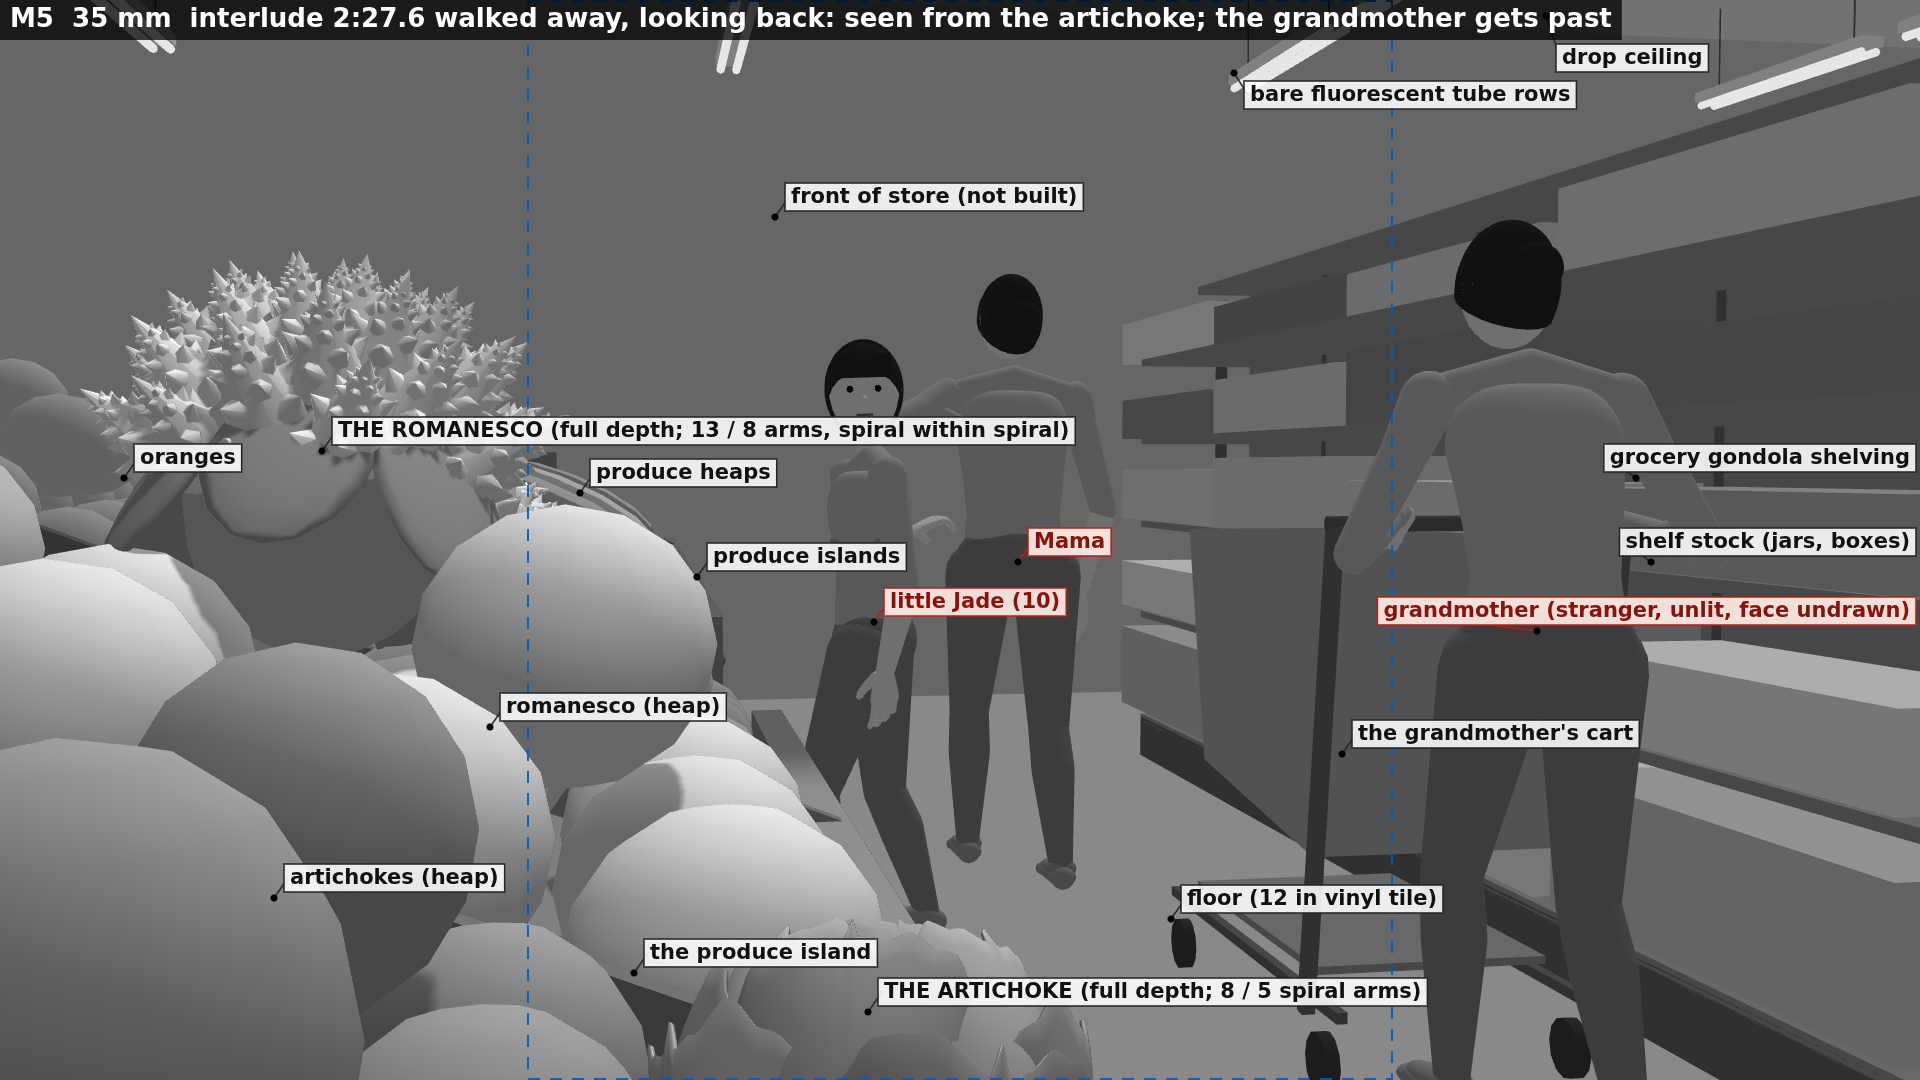 M5 35 mm interlude 2:27.6 walked away, looking back: seen from the artichoke; the grandmother gets past
drop ceiling
bare fluorescent tube rows
front of store (not built)
THE ROMANESCO (full depth; 13 / 8 arms, spiral within spiral)
oranges
produce heaps
grocery gondola shelving
Mama
shelf stock (jars, boxes)
produce islands
little Jade (10)
grandmother (stranger, unlit, face undrawn)
romanesco (heap)
the grandmother's cart
artichokes (heap)
floor (12 in vinyl tile)
the produce island
THE ARTICHOKE (full depth; 8 / 5 spiral arms)